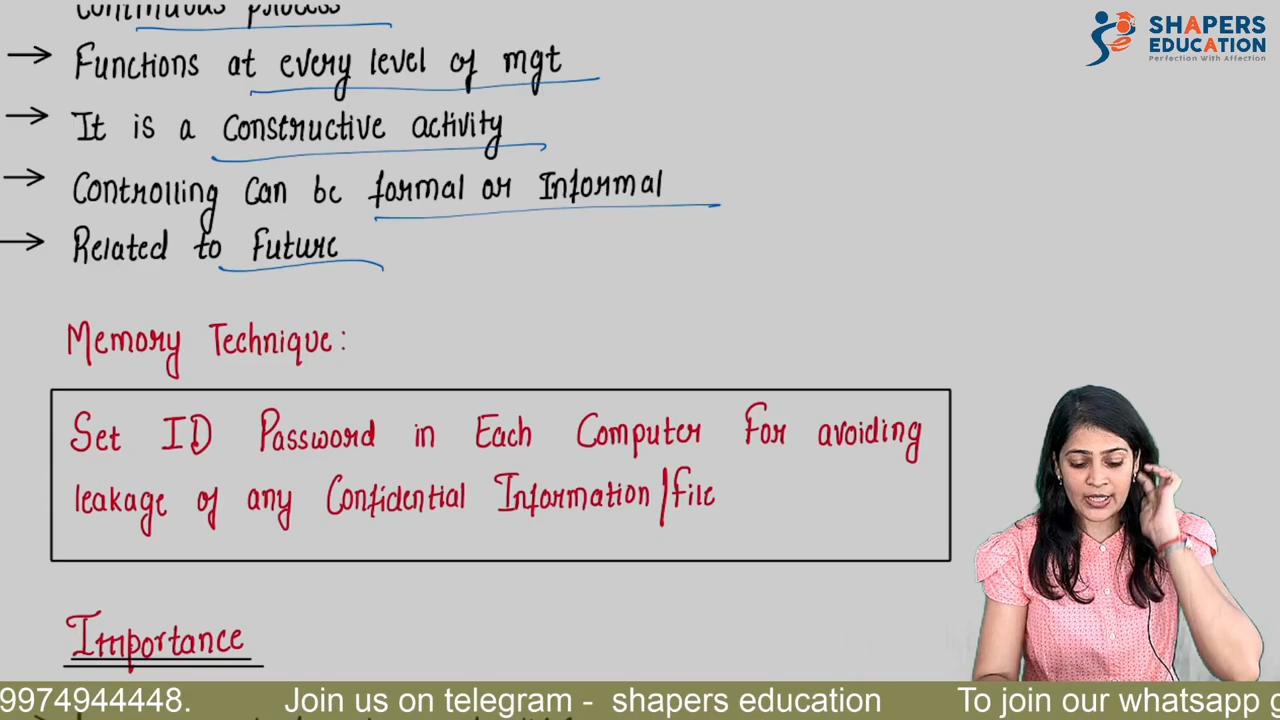 continuous process
→ Functions at every level of mgt
→ It is a constructive activity
→ Controlling can be formal or Informal
→ Related to Future
Memory Technique:
Set ID Password in Each Computer For avoiding
leakage of any Confidential Information/File
Importance
SHAPERS
EDUCATION
Perfection With Affection
9974944448. Join us on telegram - shapers education To join our whatsapp g